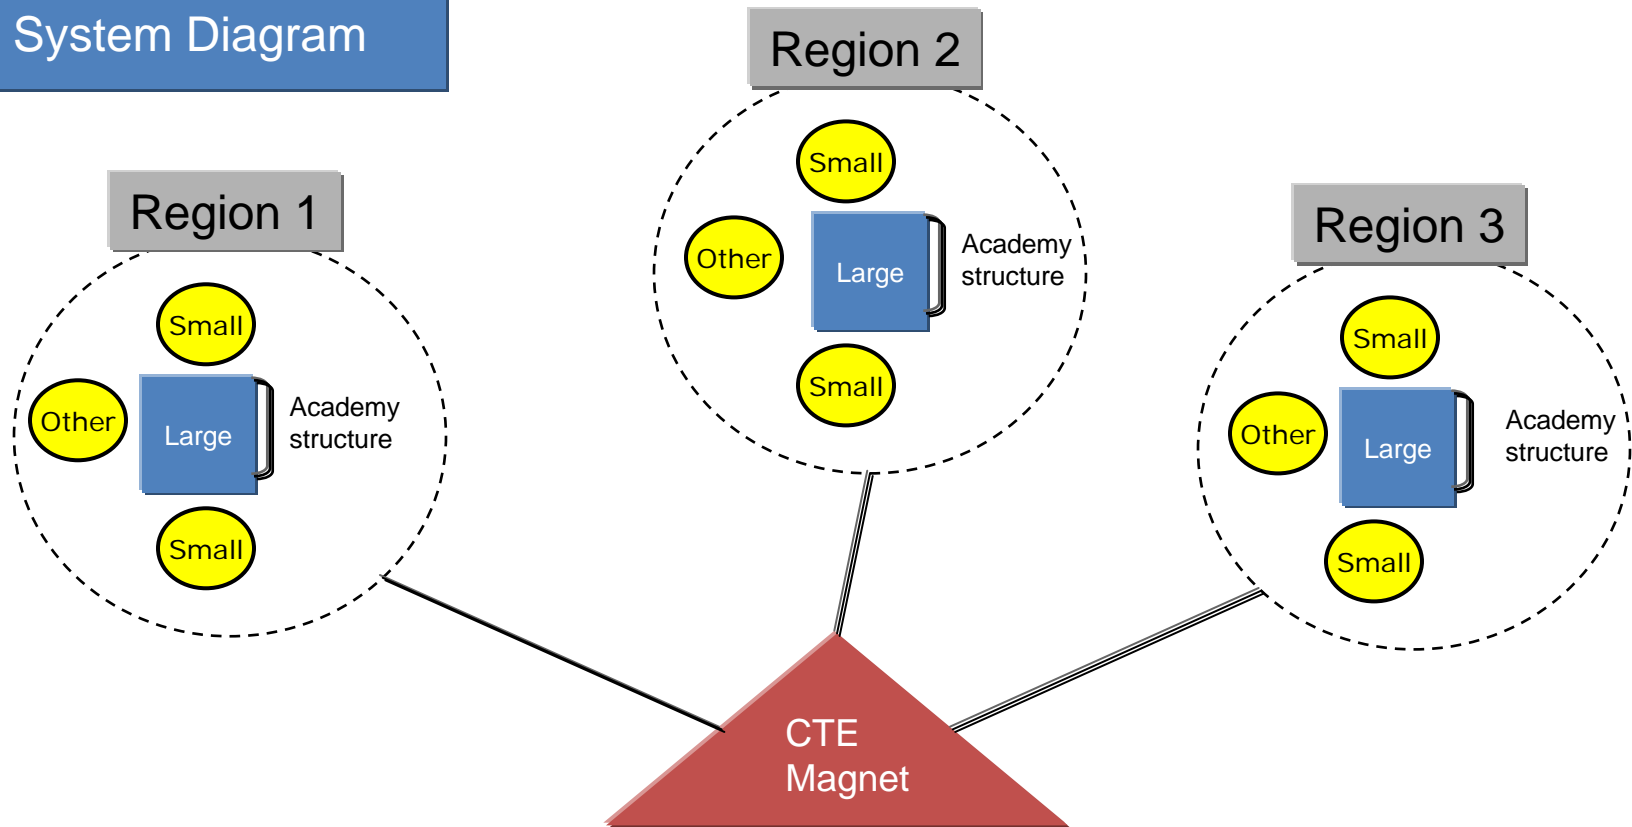 System Diagram
Region 1
Small
Other
Large
Academy
structure
Small
Region 2
Small
Other
Large
Academy
structure
Small
Region 3
Small
Other
Large
Academy
structure
Small
CTE
Magnet